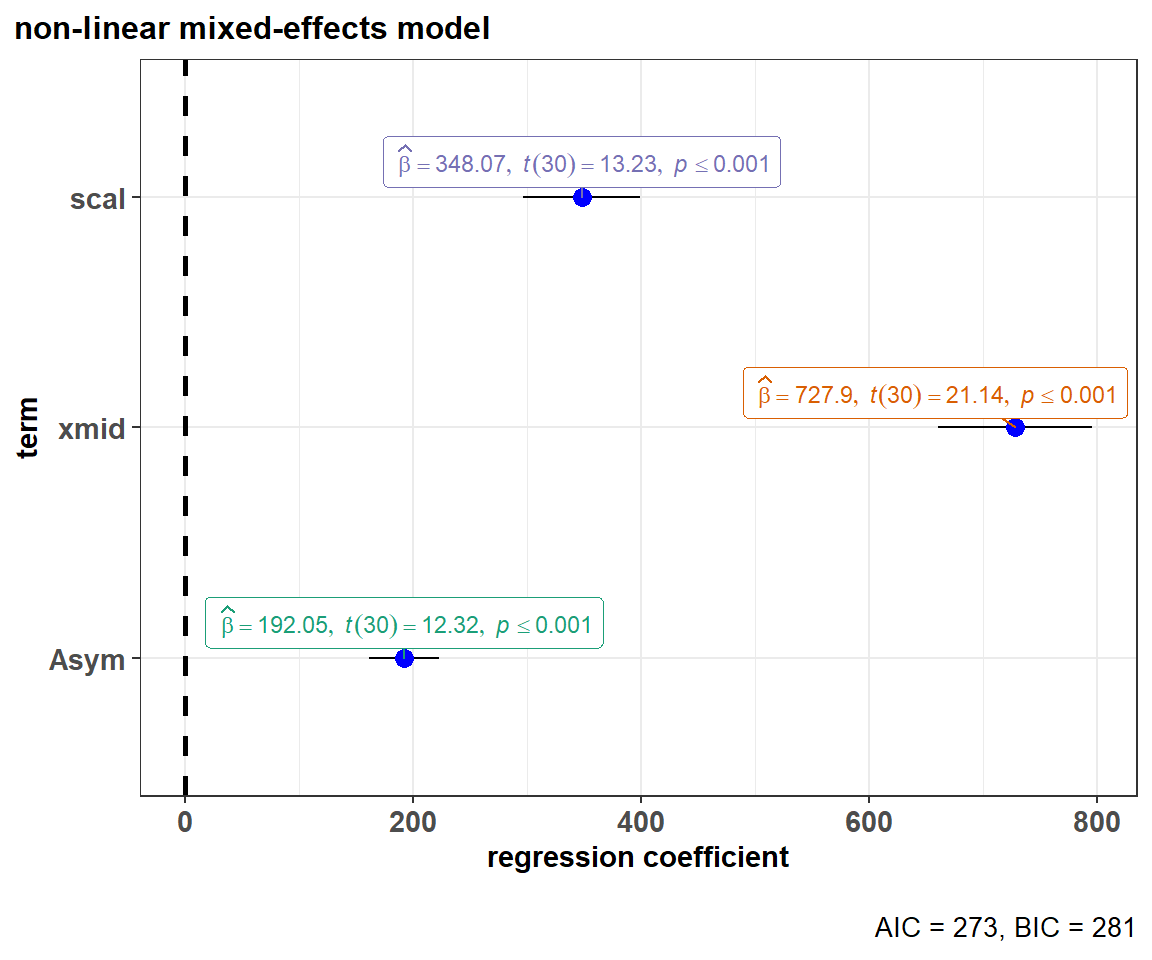 non-linear mixed-effects model
β̂ = 348.07, t(30) = 13.23, p ≤ 0.001
scal
β̂ = 727.9, t(30) = 21.14, p ≤ 0.001
xmid
term
β̂ = 192.05, t(30) = 12.32, p ≤ 0.001
Asym
0 200 400 600 800
regression coefficient
AIC = 273, BIC = 281